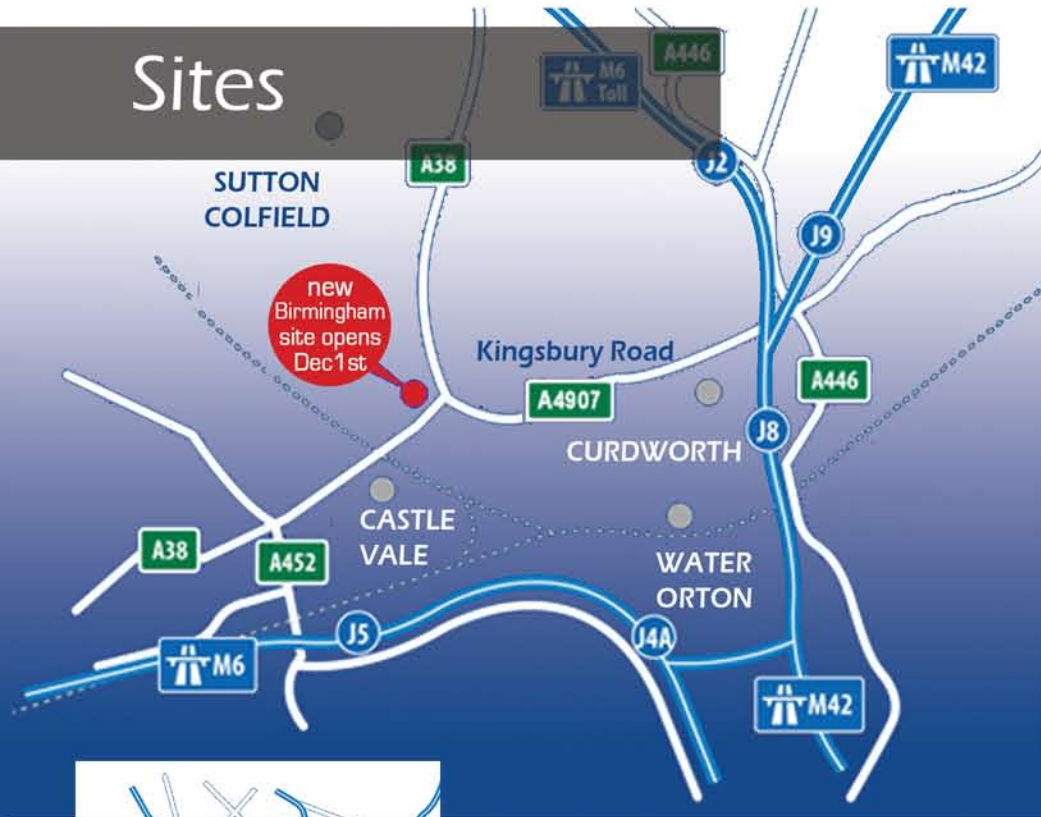 Sites
M6
Toll
A446
M42
A38
J2
SUTTON
COLFIELD
J9
new
Birmingham
site opens
Dec1st
Kingsbury Road
A4907
A446
J8
CURDWORTH
CASTLE
VALE
A38
A452
WATER
ORTON
J5
J4A
M6
M42